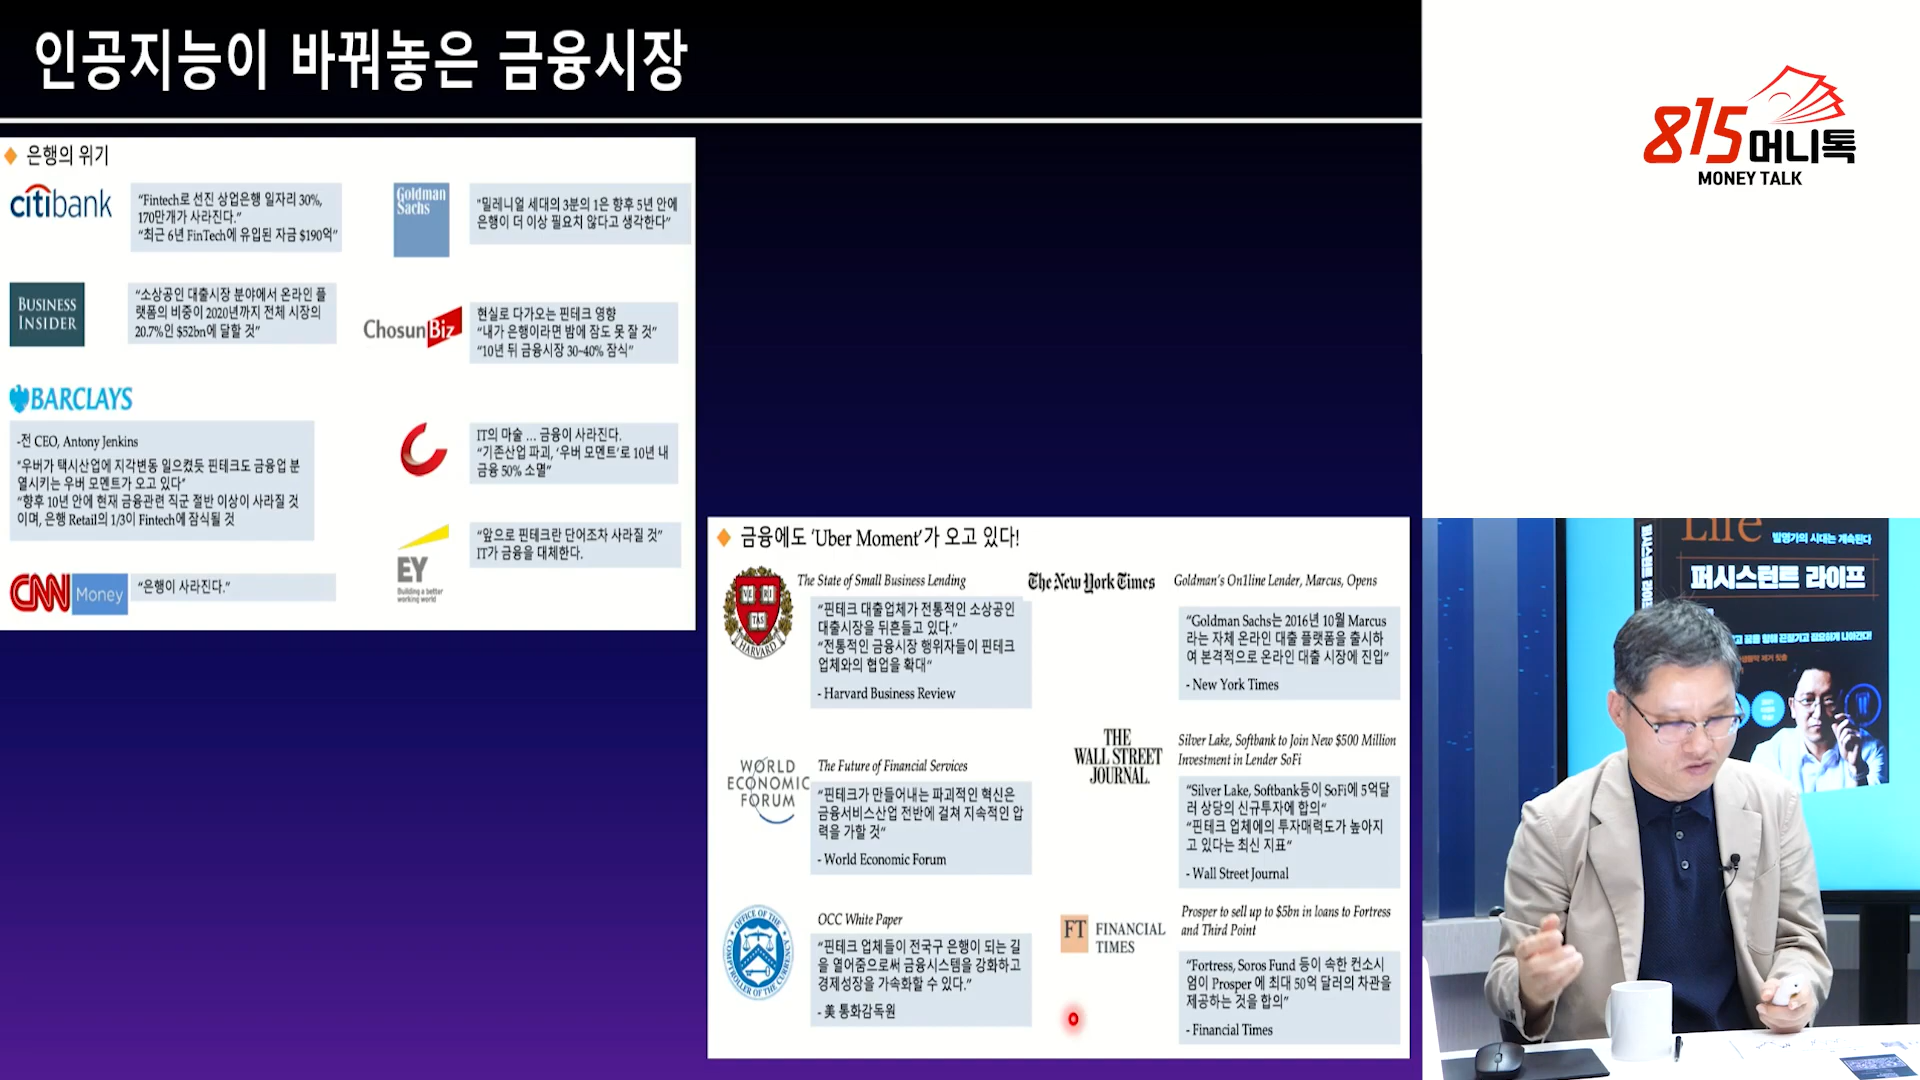 인공지능이 바꿔놓은 금융시장
은행의 위기
citibank
“Fintech로 선진 상업은행 일자리 30%,
170만개가 사라진다.”
“최근 6년 FinTech에 유입된 자금 $190억”
Goldman
Sachs
"밀레니얼 세대의 3분의 1은 향후 5년 안에
은행이 더 이상 필요치 않다고 생각한다”
BUSINESS
INSIDER
“소상공인 대출시장 분야에서 온라인 플
랫폼의 비중이 2020년까지 전체 시장의
20.7%인 $52bn에 달할 것”
ChosunBiz
현실로 다가오는 핀테크 영향
“내가 은행이라면 밤에 잠도 못 잘 것”
“10년 뒤 금융시장 30~40% 잠식”
BARCLAYS
-전 CEO, Antony Jenkins
“우버가 택시산업에 지각변동 일으켰듯 핀테크도 금융업 분
열시키는 우버 모멘트가 오고 있다”
“향후 10년 안에 현재 금융관련 직군 절반 이상이 사라질 것
이며, 은행 Retail의 1/3이 Fintech에 잠식될 것
IT의 마술 ... 금융이 사라진다.
“기존산업 파괴, ‘우버 모멘트’로 10년 내
금융 50% 소멸”
EY
Building a better
working world
“앞으로 핀테크란 단어조차 사라질 것”
IT가 금융을 대체한다.
CNN Money
“은행이 사라진다.”
금융에도 ‘Uber Moment’가 오고 있다!
VE RI TAS
HARVARD
The State of Small Business Lending
“핀테크 대출업체가 전통적인 소상공인
대출시장을 뒤흔들고 있다.”
“전통적인 금융시장 행위자들이 핀테크
업체와의 협업을 확대“
- Harvard Business Review
The New York Times
Goldman's On1line Lender, Marcus, Opens
“Goldman Sachs는 2016년 10월 Marcus
라는 자체 온라인 대출 플랫폼을 출시하
여 본격적으로 온라인 대출 시장에 진입”
- New York Times
WORLD
ECONOMIC
FORUM
The Future of Financial Services
“핀테크가 만들어내는 파괴적인 혁신은
금융서비스산업 전반에 걸쳐 지속적인 압
력을 가할 것“
- World Economic Forum
THE
WALL STREET
JOURNAL.
Silver Lake, Softbank to Join New $500 Million
Investment in Lender SoFi
“Silver Lake, Softbank등이 SoFi에 5억달
러 상당의 신규투자에 합의“
“핀테크 업체에의 투자매력도가 높아지
고 있다는 최신 지표“
- Wall Street Journal
OFFICE OF THE COMPTROLLER OF THE CURRENCY
OCC White Paper
“핀테크 업체들이 전국구 은행이 되는 길
을 열어줌으로써 금융시스템을 강화하고
경제성장을 가속화할 수 있다.”
- 美 통화감독원
FT FINANCIAL
TIMES
Prosper to sell up to $5bn in loans to Fortress
and Third Point
“Fortress, Soros Fund 등이 속한 컨소시
엄이 Prosper 에 최대 50억 달러의 차관을
제공하는 것을 합의”
- Financial Times
815머니톡
MONEY TALK
Life
발명가의 시대는 계속된다
퍼시스턴트 라이프